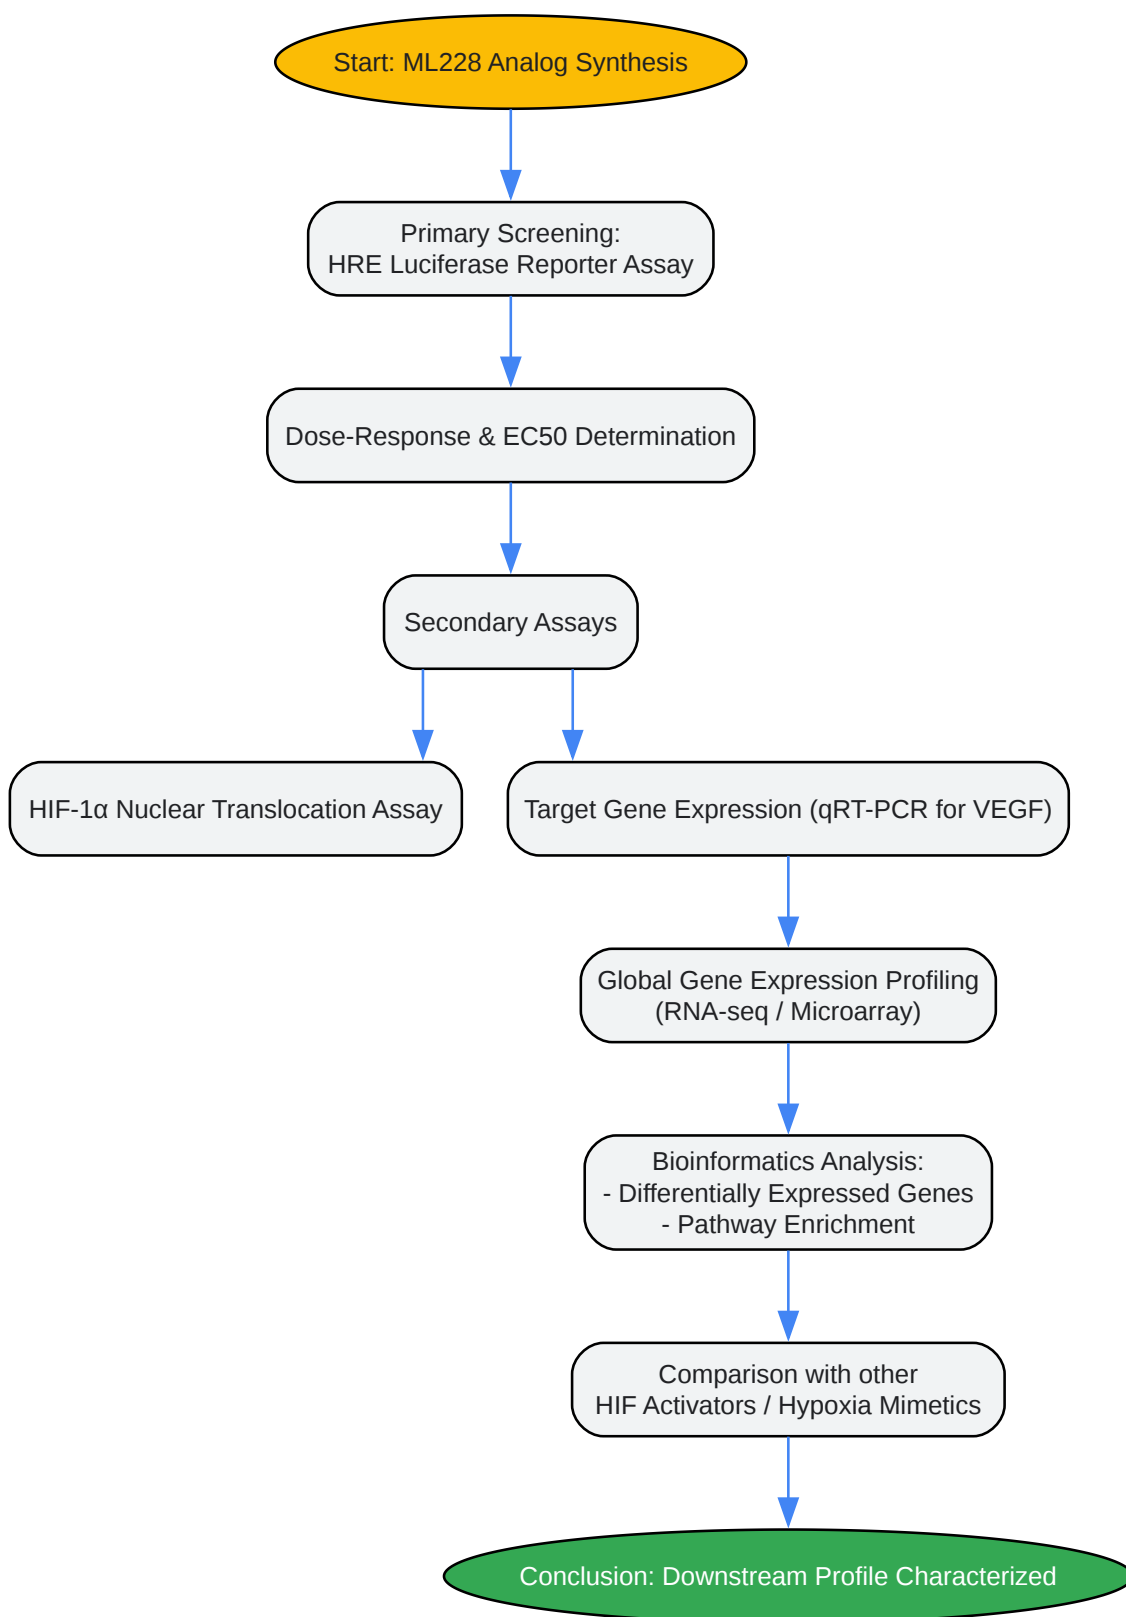 Start: ML228 Analog Synthesis
Primary Screening:
HRE Luciferase Reporter Assay
Dose-Response & EC50 Determination
Secondary Assays
HIF-1α Nuclear Translocation Assay
Target Gene Expression (qRT-PCR for VEGF)
Global Gene Expression Profiling
(RNA-seq / Microarray)
Bioinformatics Analysis:
- Differentially Expressed Genes
- Pathway Enrichment
Comparison with other
HIF Activators / Hypoxia Mimetics
Conclusion: Downstream Profile Characterized